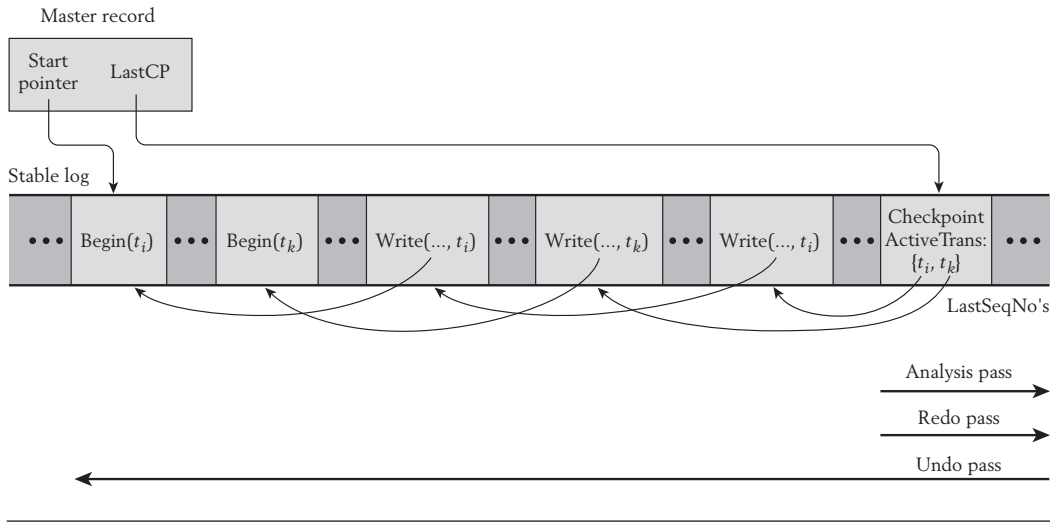 Master record
Start
pointer
LastCP
Stable log
••• Begin(tᵢ) ••• Begin(tₖ) ••• Write(..., tᵢ) ••• Write(..., tₖ) ••• Write(..., tᵢ) ••• Checkpoint
ActiveTrans:
{tᵢ, tₖ} •••
LastSeqNo's
Analysis pass
Redo pass
Undo pass